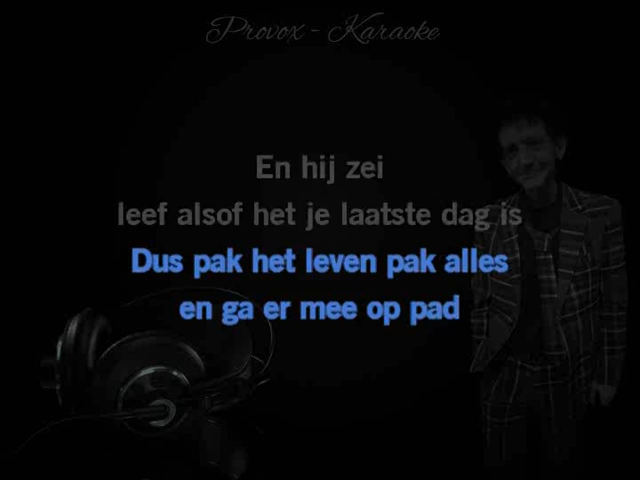 Provox - Karaoke
En hij zei
leef alsof het je laatste dag is
Dus pak het leven pak alles
en ga er mee op pad